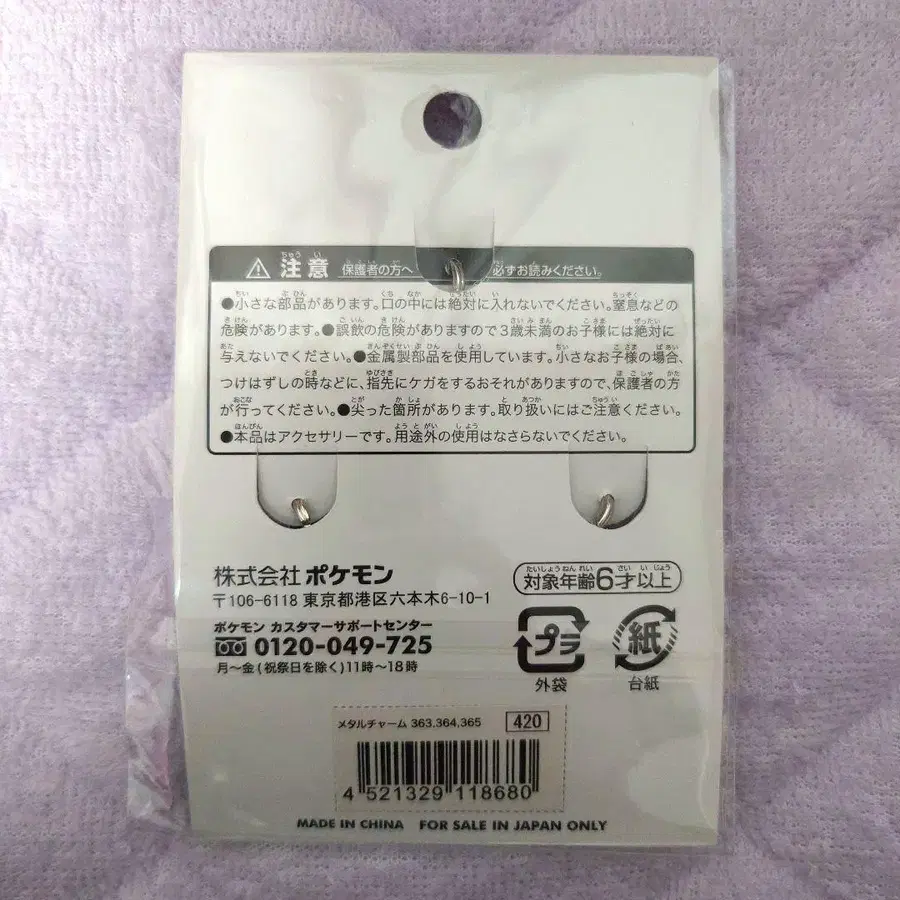 ⚠ 注意 保護者の方へ 必ずお読みください。
●小さな部品があります。口の中には絶対に入れないでください。窒息などの
危険があります。●誤飲の危険がありますので3歳未満のお子様には絶対に
与えないでください。●金属製部品を使用しています。小さなお子様の場合、
つけはずしの時などに、指先にケガをするおそれがありますので、保護者の方
が行ってください。●尖った箇所があります。取り扱いにはご注意ください。
●本品はアクセサリーです。用途外の使用はなさらないでください。
株式会社 ポケモン
〒106-6118 東京都港区六本木6-10-1
ポケモン カスタマーサポートセンター
0120-049-725
月〜金(祝祭日を除く)11時〜18時
たいしょうねんれい さい い じょう
対象年齢6才以上
プラ
外袋
紙
台紙
メタルチャーム 363,364,365 420
4 521329 118680
MADE IN CHINA FOR SALE IN JAPAN ONLY